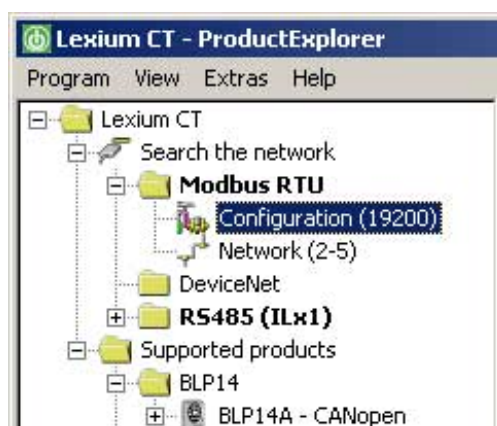 Lexium CT - ProductExplorer
Program View Extras Help
Lexium CT
Search the network
Modbus RTU
Configuration (19200)
Network (2-5)
DeviceNet
RS485 (ILx1)
Supported products
BLP14
BLP14A - CANopen